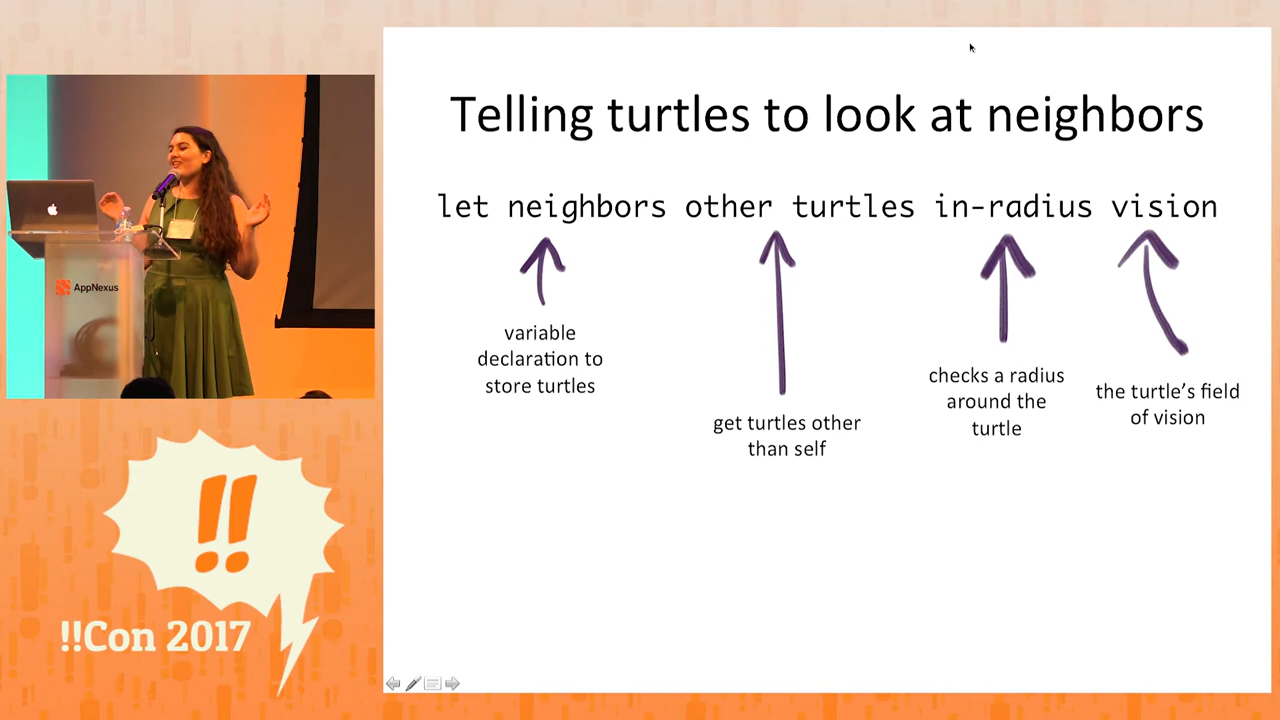 Telling turtles to look at neighbors
let neighbors other turtles in-radius vision
variable
declaration to
store turtles
get turtles other
than self
checks a radius
around the
turtle
the turtle's field
of vision
AppNexus
!!
!!Con 2017